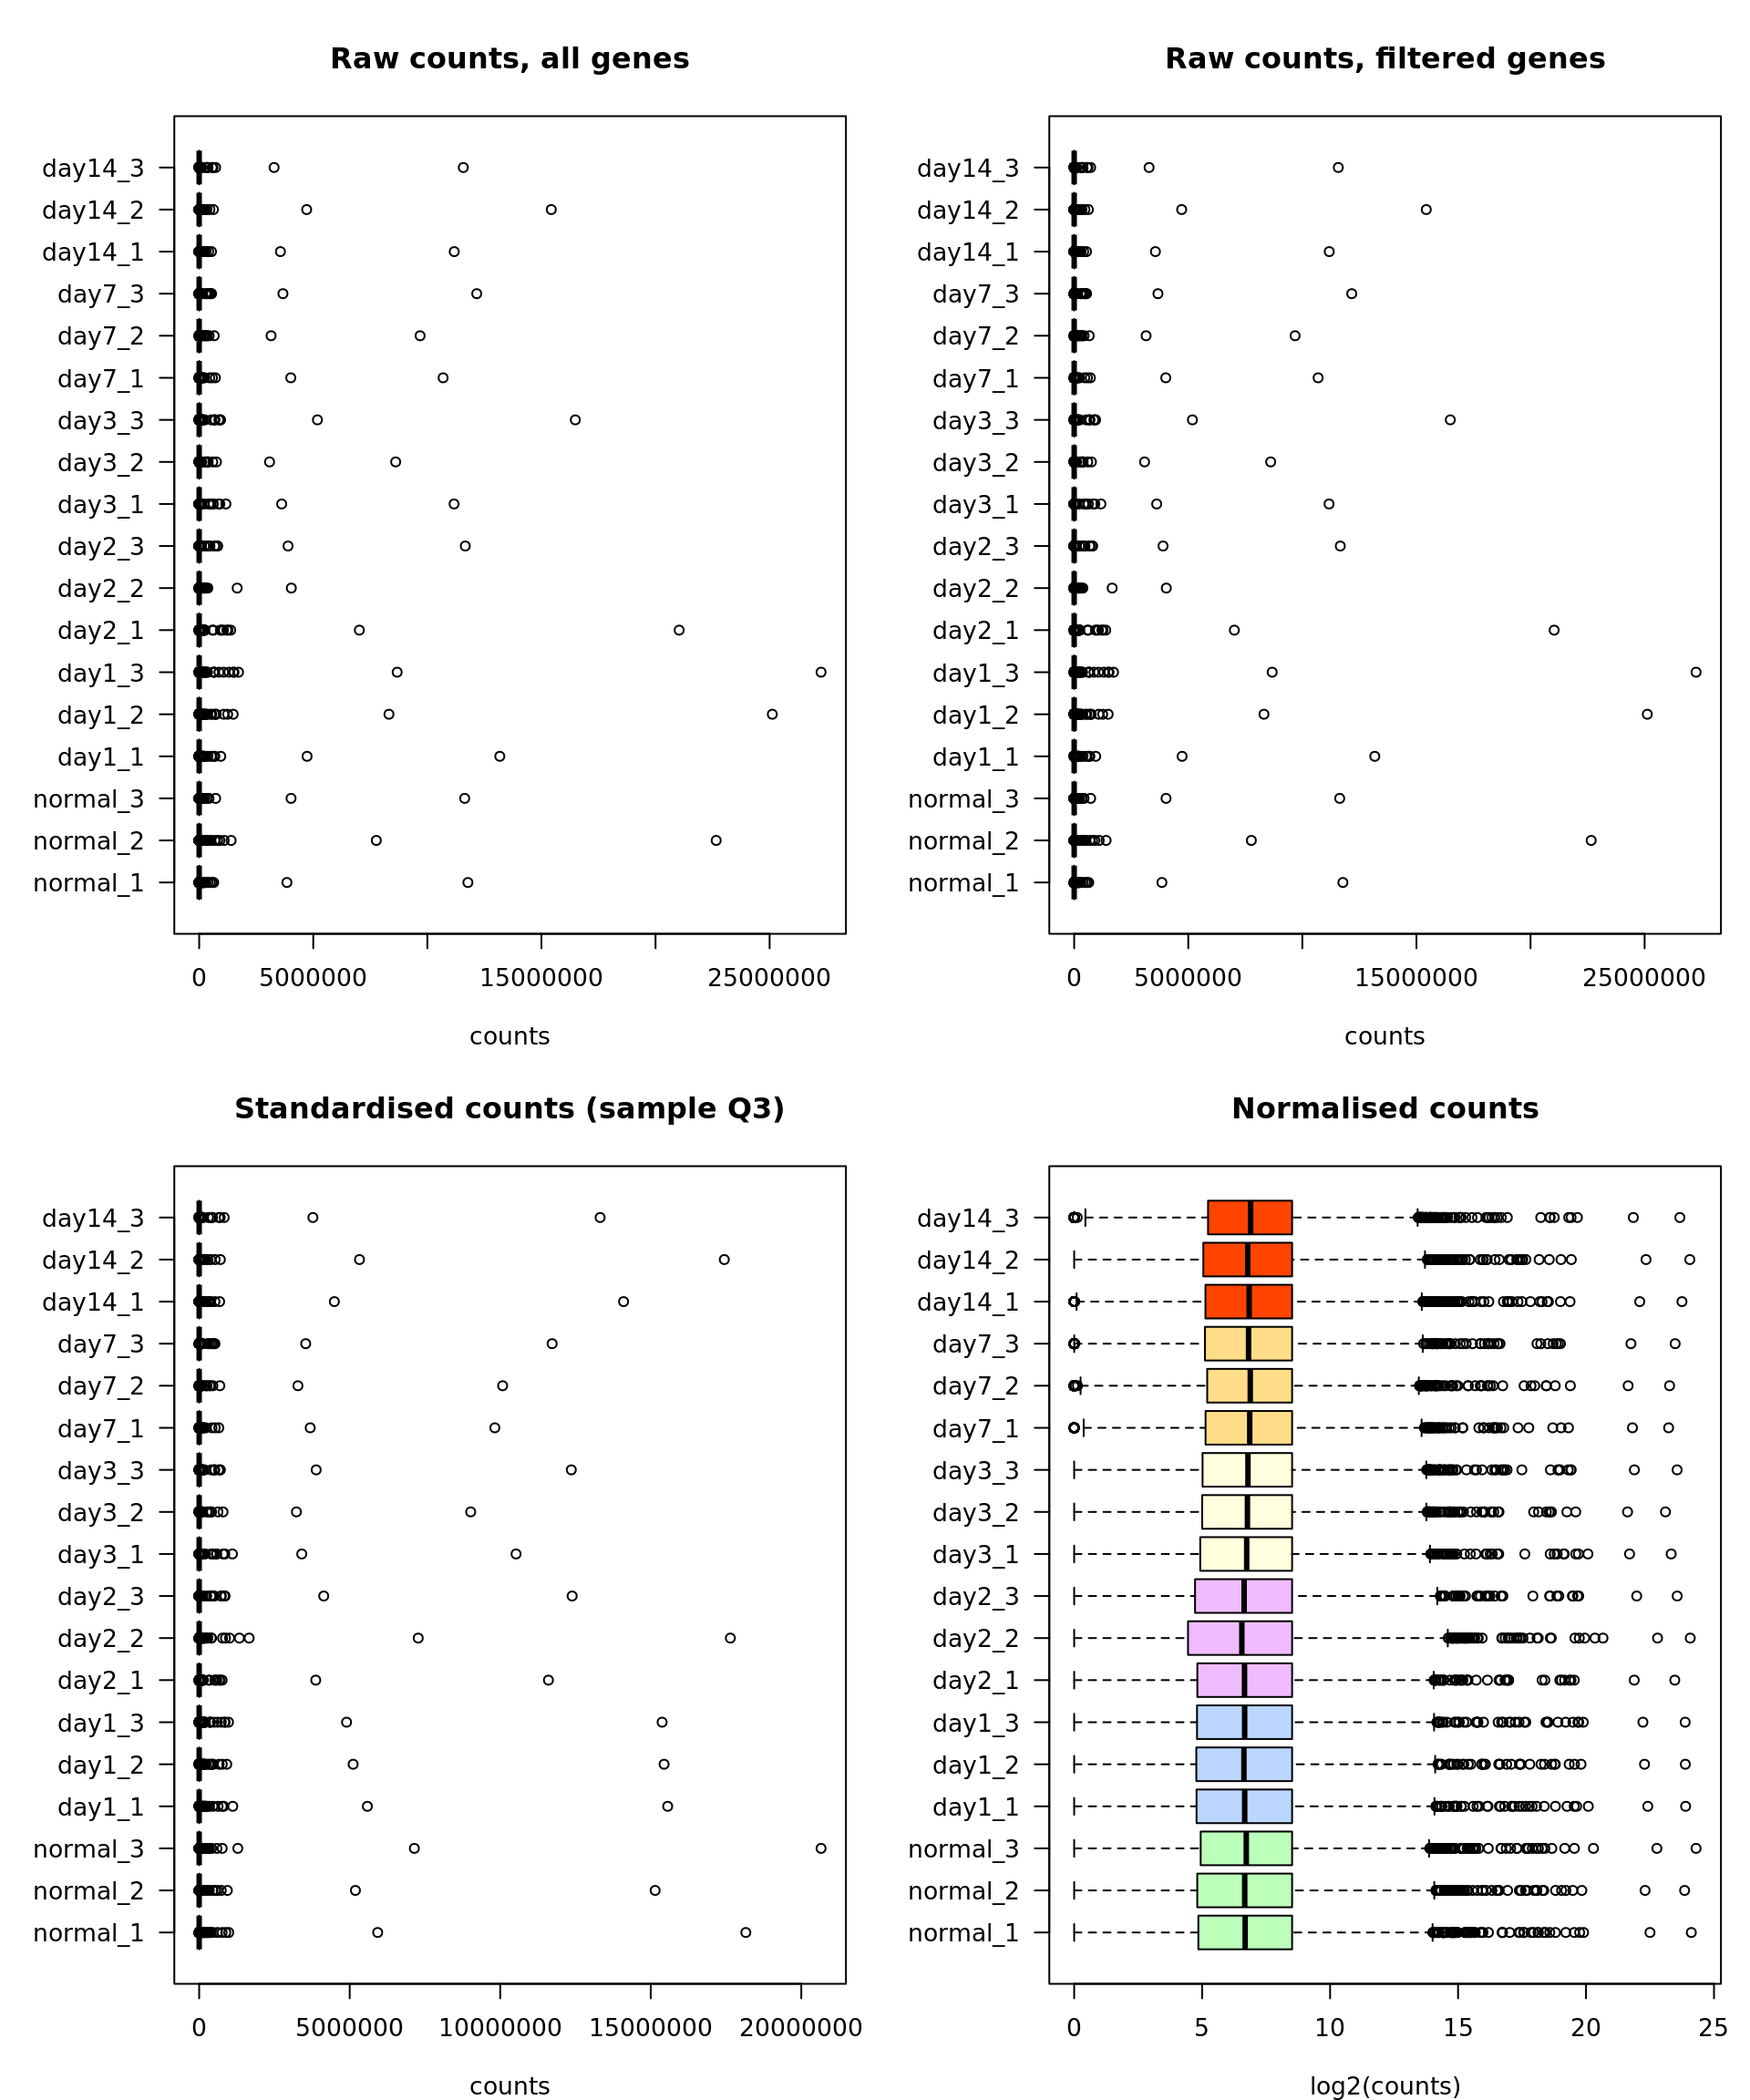 Raw counts, all genes
day14_3
day14_2
day14_1
day7_3
day7_2
day7_1
day3_3
day3_2
day3_1
day2_3
day2_2
day2_1
day1_3
day1_2
day1_1
normal_3
normal_2
normal_1
0 5000000 15000000 25000000
counts
Raw counts, filtered genes
day14_3
day14_2
day14_1
day7_3
day7_2
day7_1
day3_3
day3_2
day3_1
day2_3
day2_2
day2_1
day1_3
day1_2
day1_1
normal_3
normal_2
normal_1
0 5000000 15000000 25000000
counts
Standardised counts (sample Q3)
day14_3
day14_2
day14_1
day7_3
day7_2
day7_1
day3_3
day3_2
day3_1
day2_3
day2_2
day2_1
day1_3
day1_2
day1_1
normal_3
normal_2
normal_1
0 5000000 10000000 15000000 20000000
counts
Normalised counts
day14_3
day14_2
day14_1
day7_3
day7_2
day7_1
day3_3
day3_2
day3_1
day2_3
day2_2
day2_1
day1_3
day1_2
day1_1
normal_3
normal_2
normal_1
0 5 10 15 20 25
log2(counts)